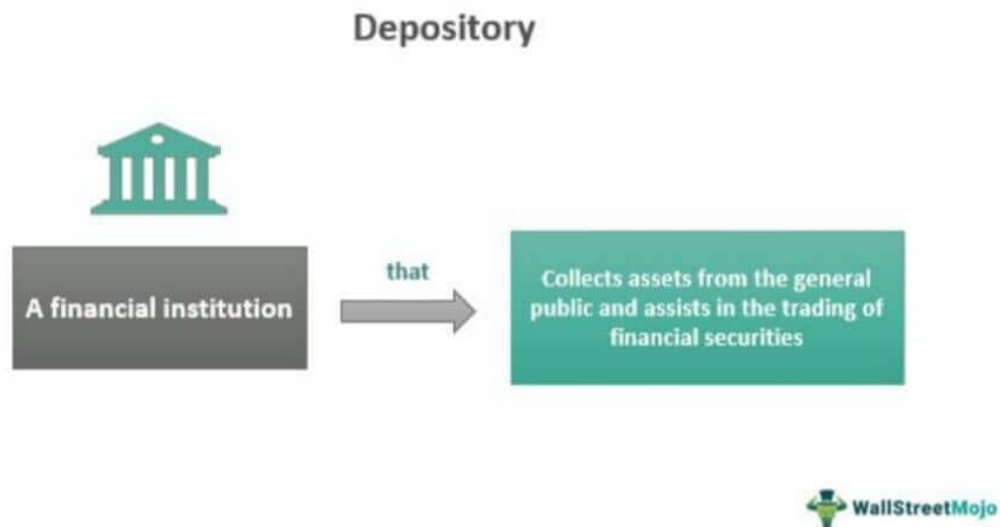 Depository
A financial institution
that
Collects assets from the general
public and assists in the trading of
financial securities
WallStreetMojo